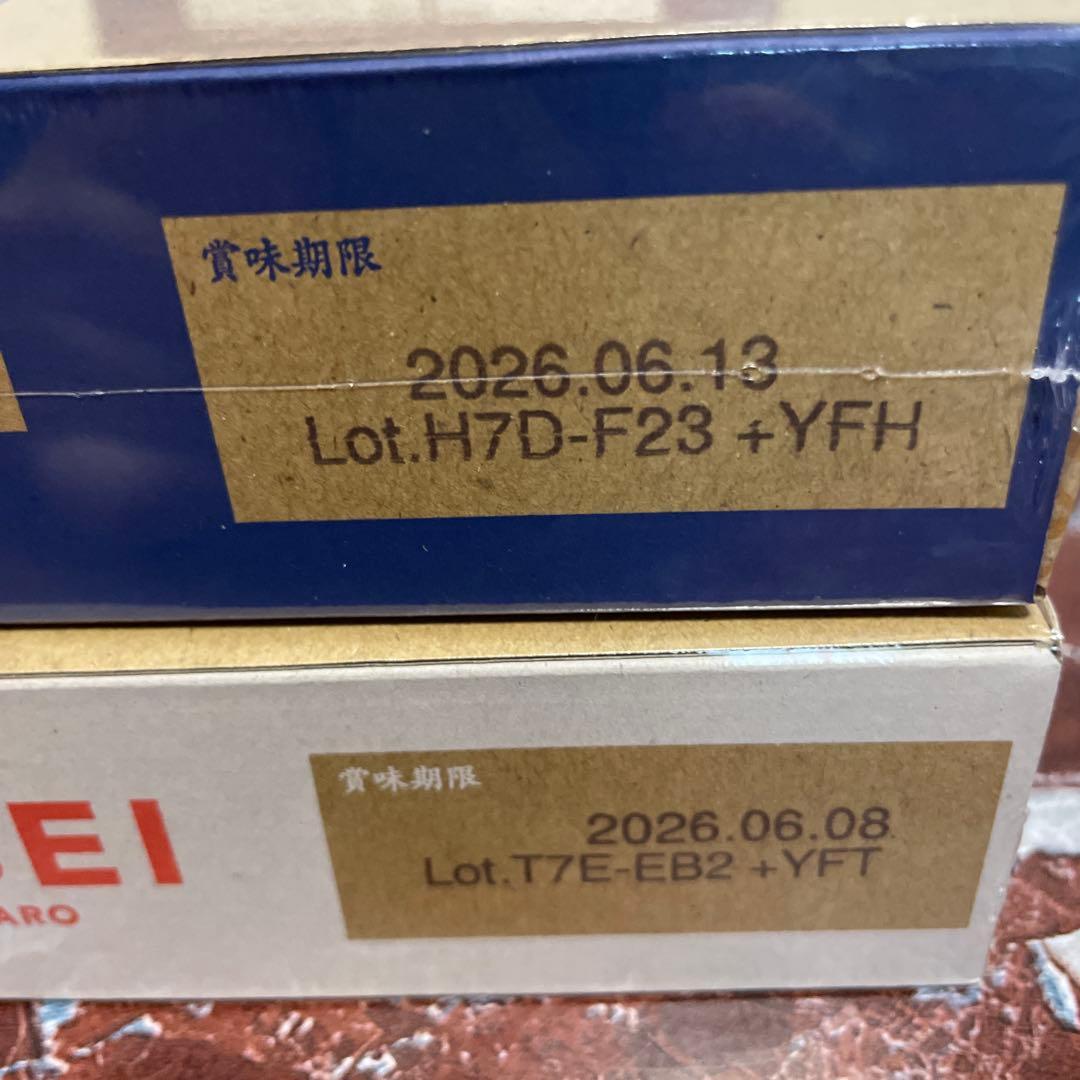 賞味期限
2026.06.13
Lot.H7D-F23 +YFH
賞味期限
2026.06.08
Lot.T7E-EB2 +YFT
SEI
ARO